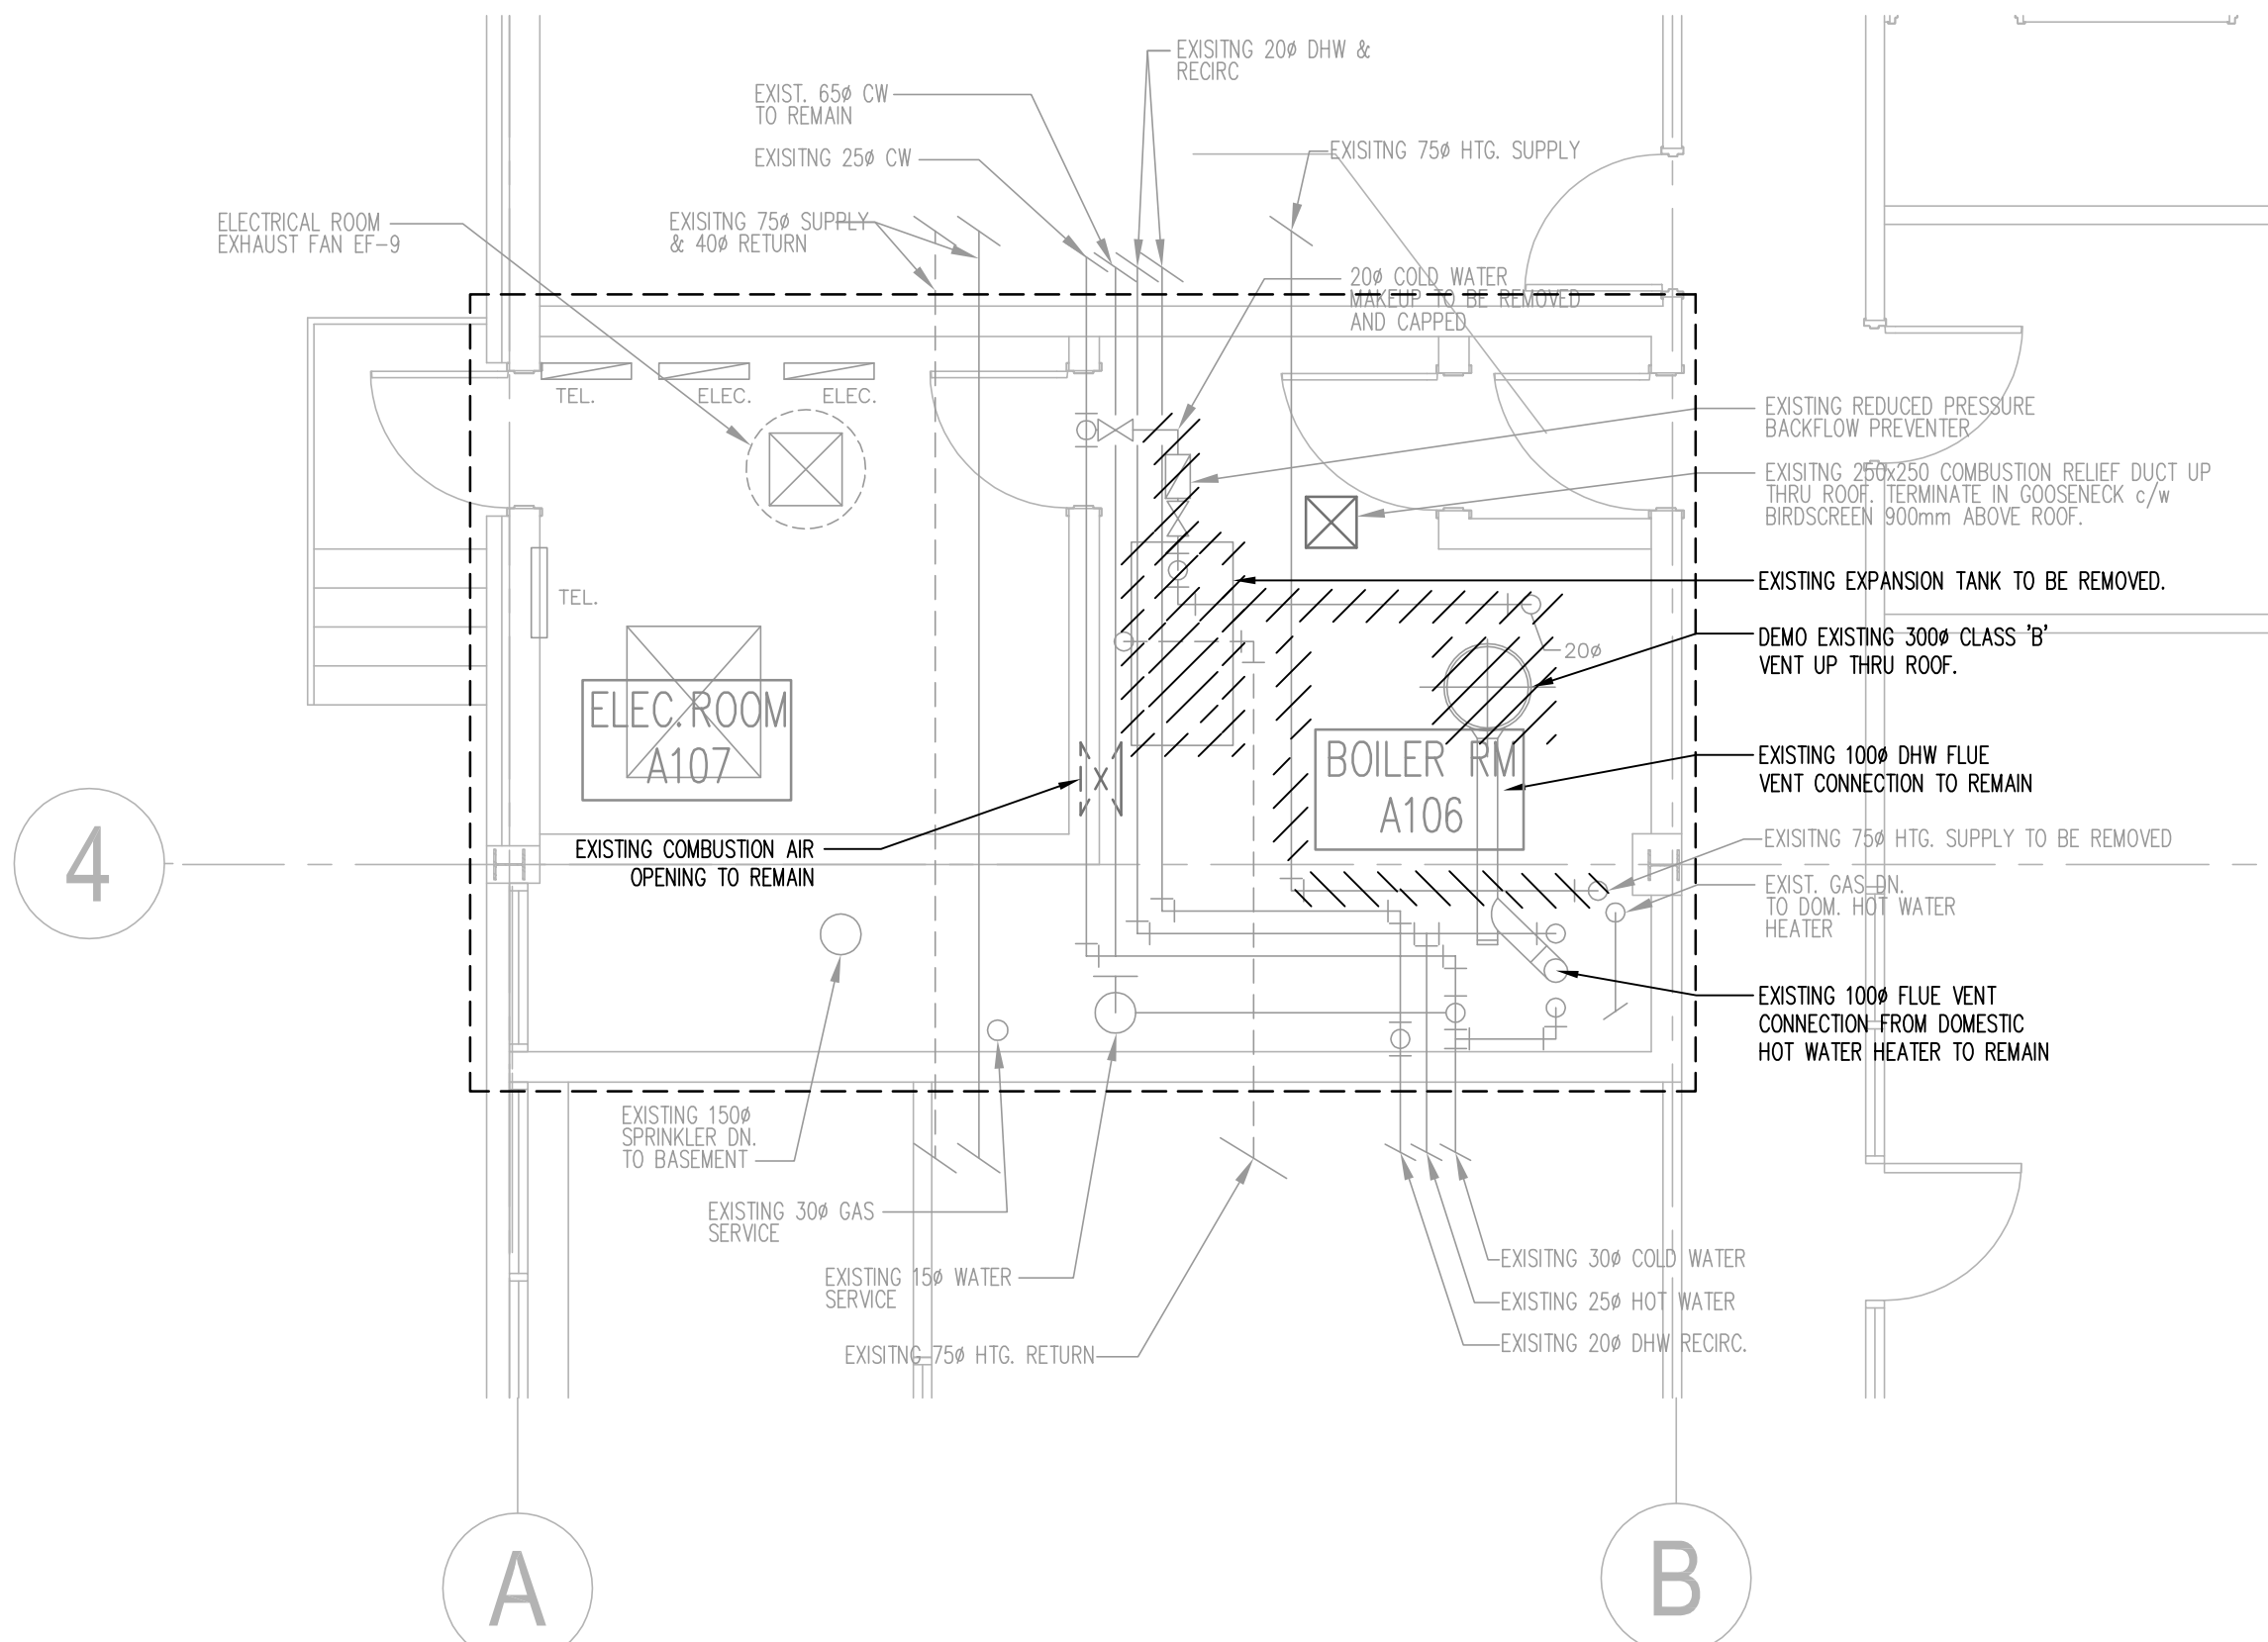 EXISITNG 20ø DHW &
RECIRC
EXIST. 65ø CW
TO REMAIN
EXISITNG 25ø CW
EXISITNG 75ø HTG. SUPPLY
ELECTRICAL ROOM
EXHAUST FAN EF-9
EXISITNG 75ø SUPPLY
& 40ø RETURN
20ø COLD WATER
MAKEUP TO BE REMOVED
AND CAPPED
TEL.
ELEC.
ELEC.
EXISTING REDUCED PRESSURE
BACKFLOW PREVENTER
EXISITNG 250x250 COMBUSTION RELIEF DUCT UP
THRU ROOF. TERMINATE IN GOOSENECK c/w
BIRDSCREEN 900mm ABOVE ROOF.
EXISTING EXPANSION TANK TO BE REMOVED.
TEL.
DEMO EXISTING 300ø CLASS 'B'
VENT UP THRU ROOF.
20ø
ELEC.ROOM
A107
BOILER RM
A106
EXISTING 100ø DHW FLUE
VENT CONNECTION TO REMAIN
4
EXISTING COMBUSTION AIR
OPENING TO REMAIN
EXISITNG 75ø HTG. SUPPLY TO BE REMOVED
EXIST. GAS DN.
TO DOM. HOT WATER
HEATER
EXISTING 100ø FLUE VENT
CONNECTION FROM DOMESTIC
HOT WATER HEATER TO REMAIN
EXISTING 150ø
SPRINKLER DN.
TO BASEMENT
EXISTING 30ø GAS
SERVICE
EXISTING 15ø WATER
SERVICE
EXISITNG 75ø HTG. RETURN
EXISITNG 30ø COLD WATER
EXISITNG 25ø HOT WATER
EXISITNG 20ø DHW RECIRC.
A
B